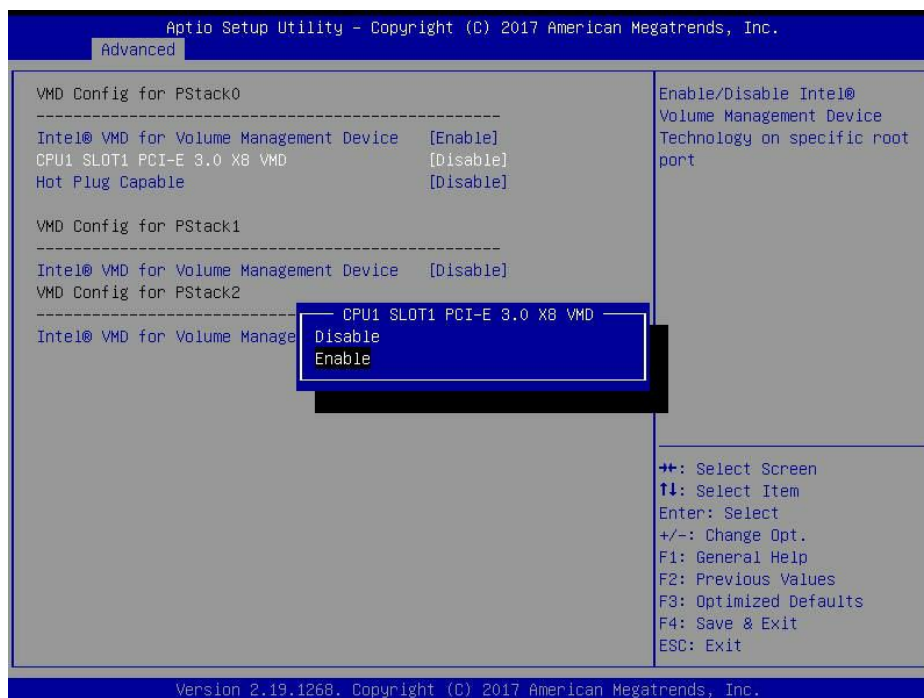 Aptio Setup Utility – Copyright (C) 2017 American Megatrends, Inc.
Advanced
VMD Config for PStack0
--------------------------------------------------
Intel® VMD for Volume Management Device [Enable]
CPU1 SLOT1 PCI-E 3.0 X8 VMD [Disable]
Hot Plug Capable [Disable]
VMD Config for PStack1
--------------------------------------------------
Intel® VMD for Volume Management Device [Disable]
VMD Config for PStack2
----------------------------
Intel® VMD for Volume Manage
CPU1 SLOT1 PCI-E 3.0 X8 VMD
Disable
Enable
Enable/Disable Intel®
Volume Management Device
Technology on specific root
port
→←: Select Screen
↑↓: Select Item
Enter: Select
+/-: Change Opt.
F1: General Help
F2: Previous Values
F3: Optimized Defaults
F4: Save & Exit
ESC: Exit
Version 2.19.1268. Copyright (C) 2017 American Megatrends, Inc.